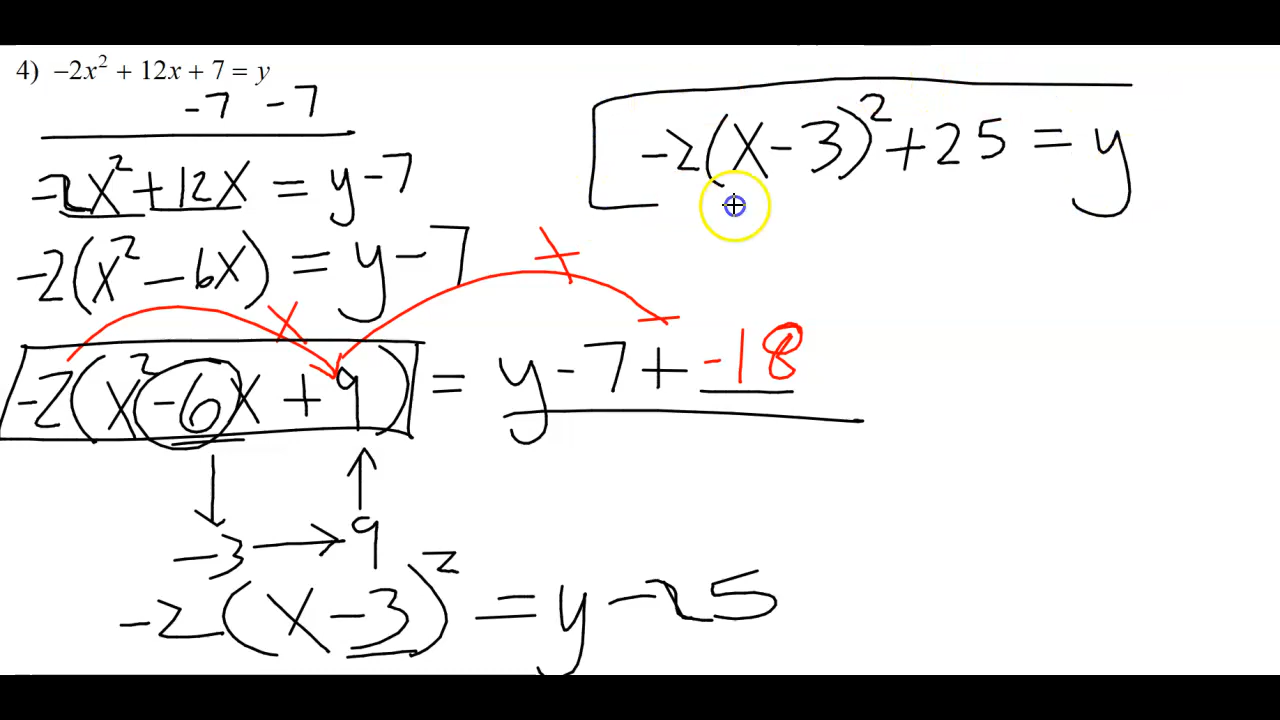 4) −2x² + 12x + 7 = y
-7 -7
-2x² + 12x = y - 7
-2(x² - 6x) = y - 7
x + -
-2(x² - 6x + 9) = y - 7 + -18
-3 → 9
-2(x - 3)² = y - 25
-2(x - 3)² + 25 = y